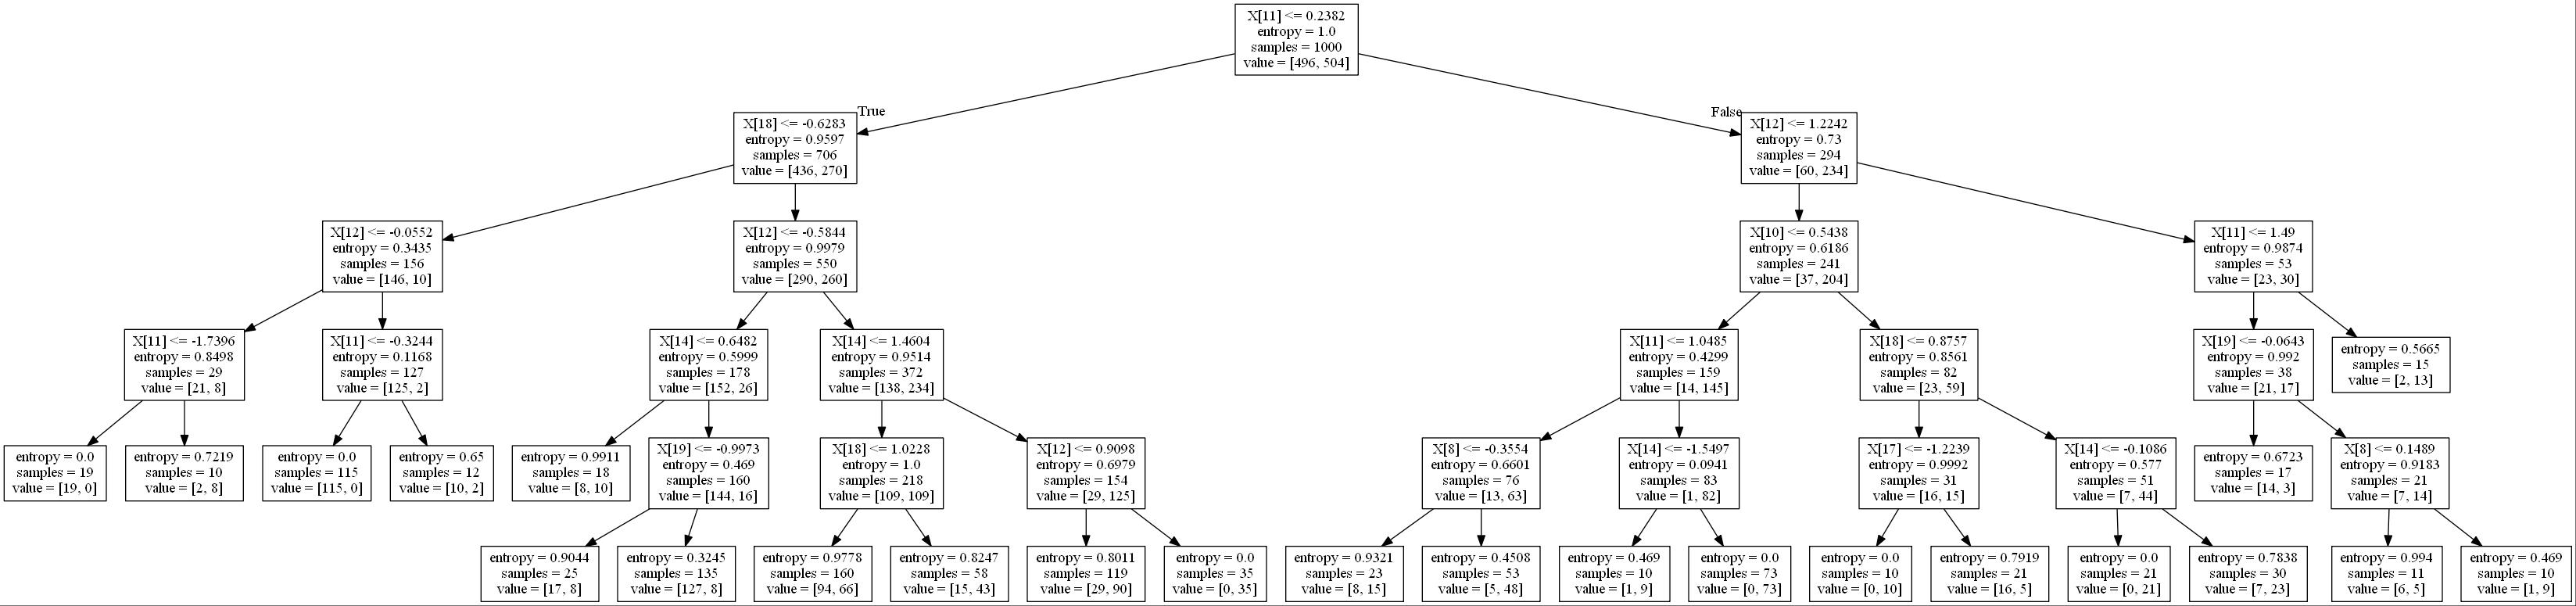 X[11] <= 0.2382
entropy = 1.0
samples = 1000
value = [496, 504]
True
False
X[18] <= -0.6283
entropy = 0.9597
samples = 706
value = [436, 270]
X[12] <= 1.2242
entropy = 0.73
samples = 294
value = [60, 234]
X[12] <= -0.0552
entropy = 0.3435
samples = 156
value = [146, 10]
X[12] <= -0.5844
entropy = 0.9979
samples = 550
value = [290, 260]
X[10] <= 0.5438
entropy = 0.6186
samples = 241
value = [37, 204]
X[11] <= 1.49
entropy = 0.9874
samples = 53
value = [23, 30]
X[11] <= -1.7396
entropy = 0.8498
samples = 29
value = [21, 8]
X[11] <= -0.3244
entropy = 0.1168
samples = 127
value = [125, 2]
X[14] <= 0.6482
entropy = 0.5999
samples = 178
value = [152, 26]
X[14] <= 1.4604
entropy = 0.9514
samples = 372
value = [138, 234]
X[11] <= 1.0485
entropy = 0.4299
samples = 159
value = [14, 145]
X[18] <= 0.8757
entropy = 0.8561
samples = 82
value = [23, 59]
X[19] <= -0.0643
entropy = 0.992
samples = 38
value = [21, 17]
entropy = 0.5665
samples = 15
value = [2, 13]
entropy = 0.0
samples = 19
value = [19, 0]
entropy = 0.7219
samples = 10
value = [2, 8]
entropy = 0.0
samples = 115
value = [115, 0]
entropy = 0.65
samples = 12
value = [10, 2]
entropy = 0.9911
samples = 18
value = [8, 10]
X[19] <= -0.9973
entropy = 0.469
samples = 160
value = [144, 16]
X[18] <= 1.0228
entropy = 1.0
samples = 218
value = [109, 109]
X[12] <= 0.9098
entropy = 0.6979
samples = 154
value = [29, 125]
X[8] <= -0.3554
entropy = 0.6601
samples = 76
value = [13, 63]
X[14] <= -1.5497
entropy = 0.0941
samples = 83
value = [1, 82]
X[17] <= -1.2239
entropy = 0.9992
samples = 31
value = [16, 15]
X[14] <= -0.1086
entropy = 0.577
samples = 51
value = [7, 44]
entropy = 0.6723
samples = 17
value = [14, 3]
X[8] <= 0.1489
entropy = 0.9183
samples = 21
value = [7, 14]
entropy = 0.9044
samples = 25
value = [17, 8]
entropy = 0.3245
samples = 135
value = [127, 8]
entropy = 0.9778
samples = 160
value = [94, 66]
entropy = 0.8247
samples = 58
value = [15, 43]
entropy = 0.8011
samples = 119
value = [29, 90]
entropy = 0.0
samples = 35
value = [0, 35]
entropy = 0.9321
samples = 23
value = [8, 15]
entropy = 0.4508
samples = 53
value = [5, 48]
entropy = 0.469
samples = 10
value = [1, 9]
entropy = 0.0
samples = 73
value = [0, 73]
entropy = 0.0
samples = 10
value = [0, 10]
entropy = 0.7919
samples = 21
value = [16, 5]
entropy = 0.0
samples = 21
value = [0, 21]
entropy = 0.7838
samples = 30
value = [7, 23]
entropy = 0.994
samples = 11
value = [6, 5]
entropy = 0.469
samples = 10
value = [1, 9]